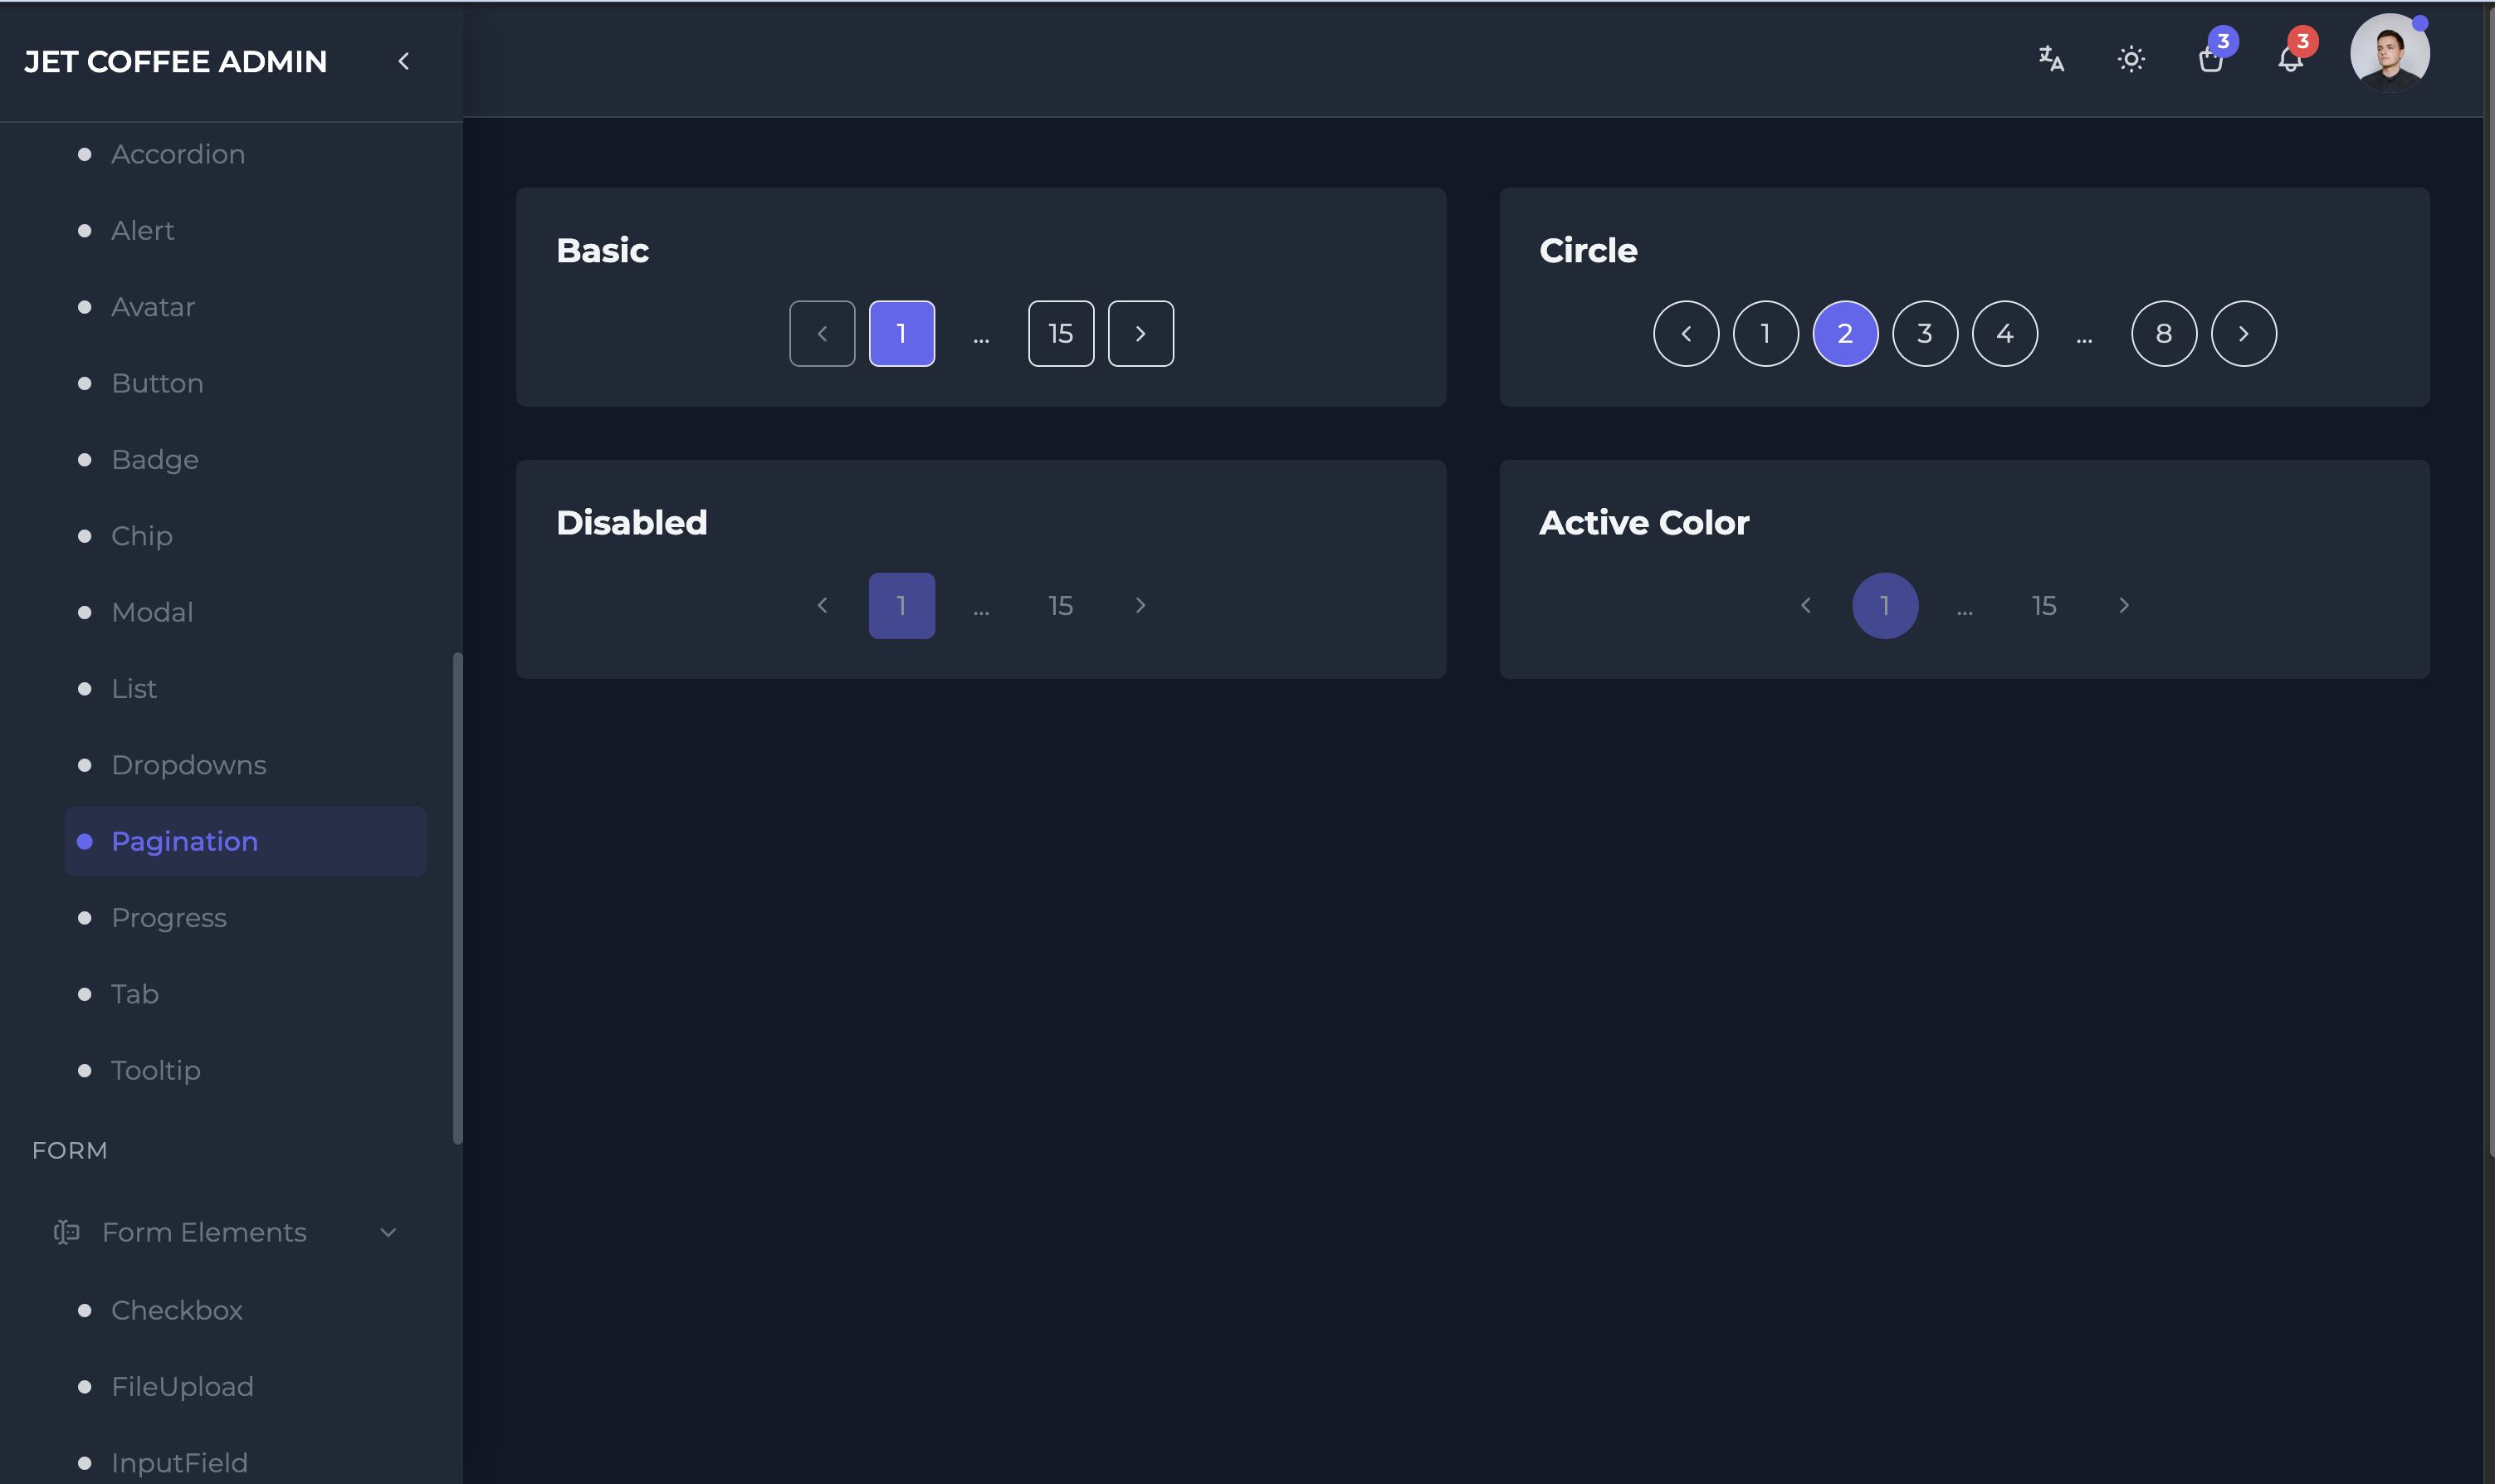 JET COFFEE ADMIN
3
3
Accordion
Alert
Avatar
Button
Badge
Chip
Modal
List
Dropdowns
Pagination
Progress
Tab
Tooltip
FORM
Form Elements
Checkbox
FileUpload
InputField
Basic
1 ... 15
Circle
1 2 3 4 ... 8
Disabled
1 ... 15
Active Color
1 ... 15